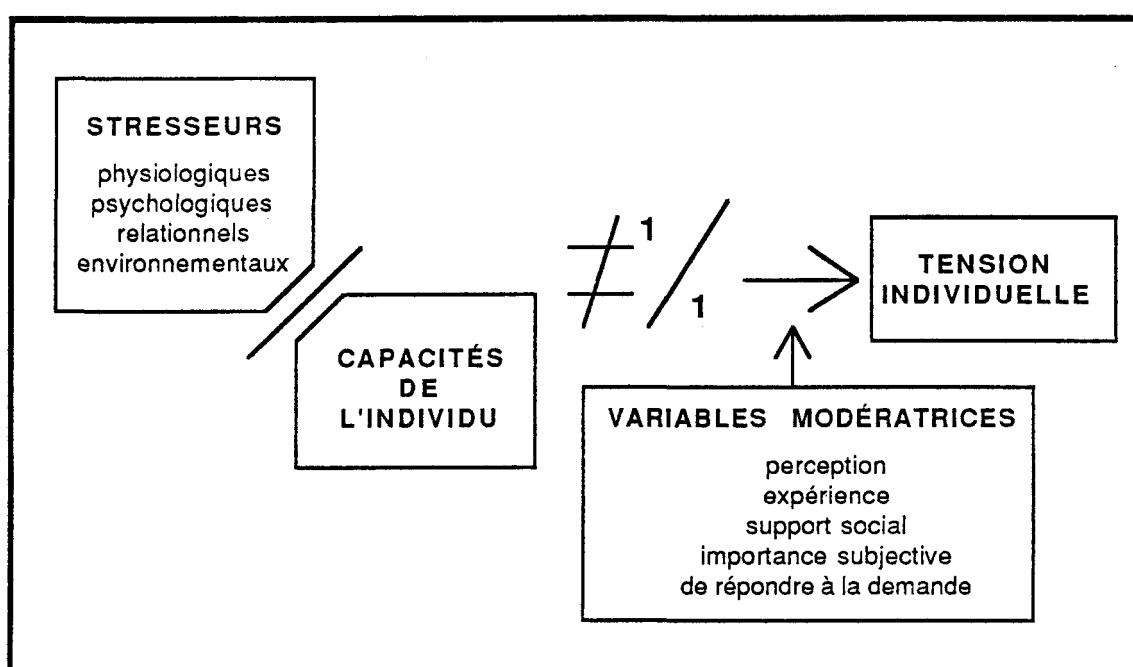 STRESSEURS
physiologiques
psychologiques
relationnels
environnementaux
CAPACITÉS
DE
L'INDIVIDU
≠ 1/1
TENSION
INDIVIDUELLE
VARIABLES MODÉRATRICES
perception
expérience
support social
importance subjective
de répondre à la demande